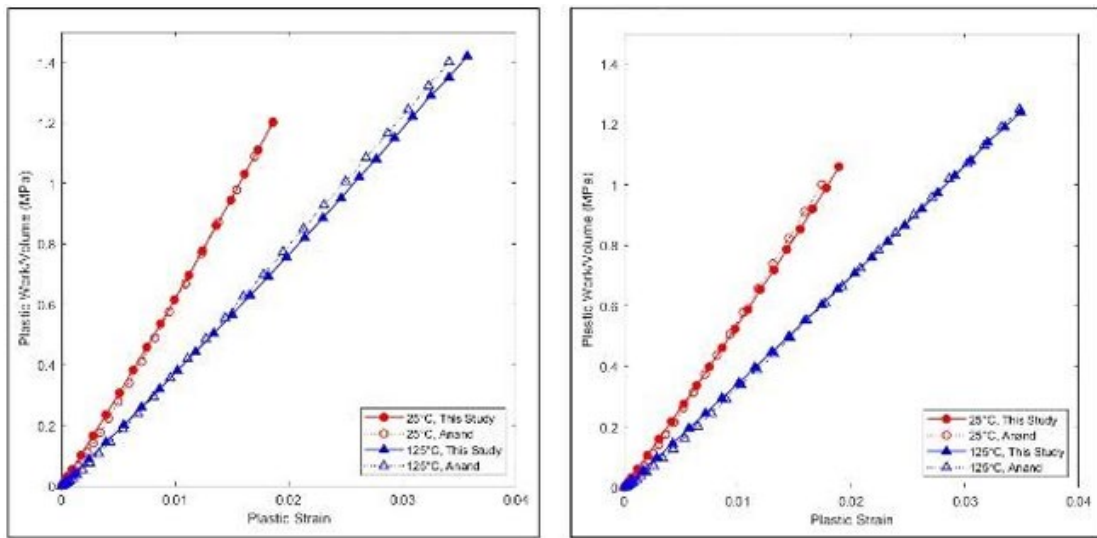 1.4
1.2
1
0.8
0.6
0.4
0.2
0
Plastic Work/Volume (MPa)
25°C, This Study
25°C, Anand
125°C, This Study
125°C, Anand
0
0.01
0.02
0.03
0.04
Plastic Strain
1.4
1.2
1
0.8
0.6
0.4
0.2
0
Plastic Work/Volume (MPa)
25°C, This Study
25°C, Anand
125°C, This Study
125°C, Anand
0
0.01
0.02
0.03
0.04
Plastic Strain